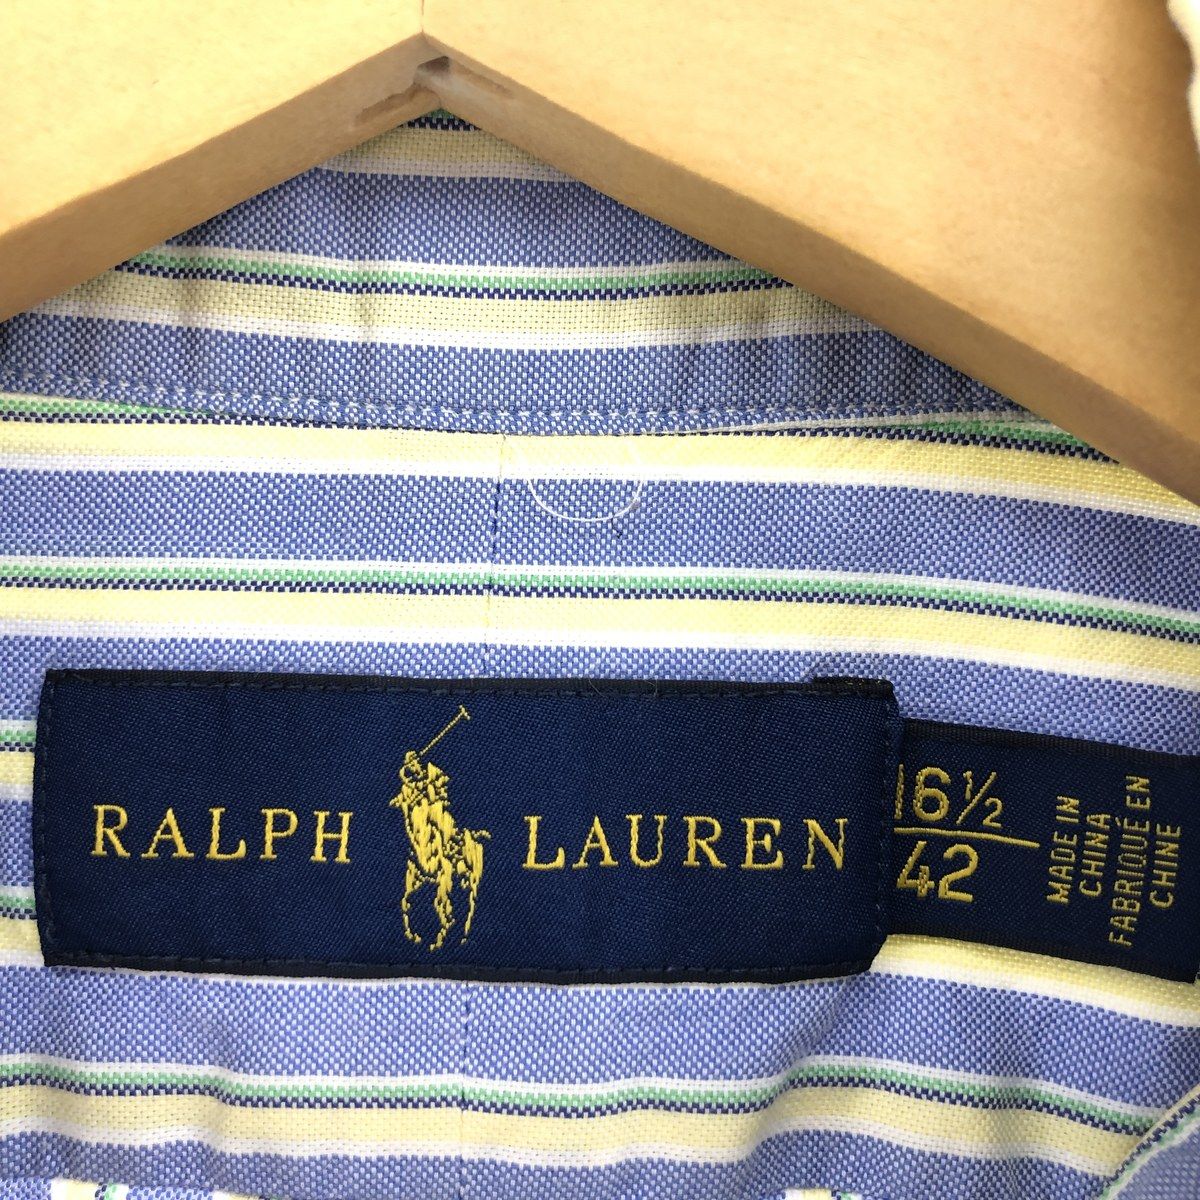 RALPH LAUREN
16½
42
MADE IN
CHINA
FABRIQUÉ EN
CHINE